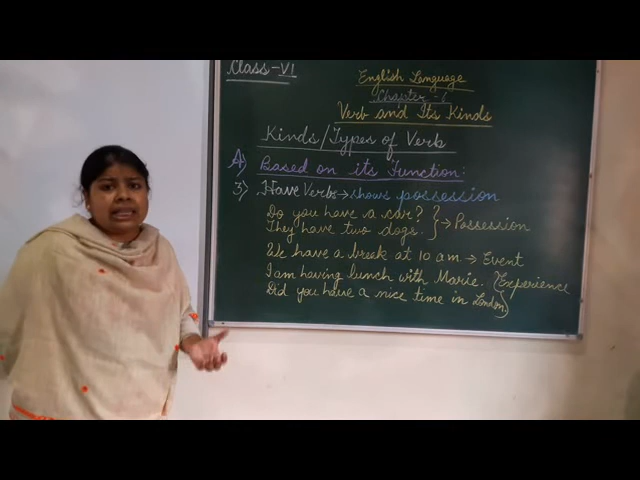 Class-VI
English Language
Chapter-6
Verb and Its Kinds
Kinds/Types of Verb
A) Based on its Function:
3) Have Verbs→shows possession
Do you have a car?
They have two dogs. } → Possession
We have a break at 10 am → Event
I am having lunch with Marie. { Experience
Did you have a nice time in London }